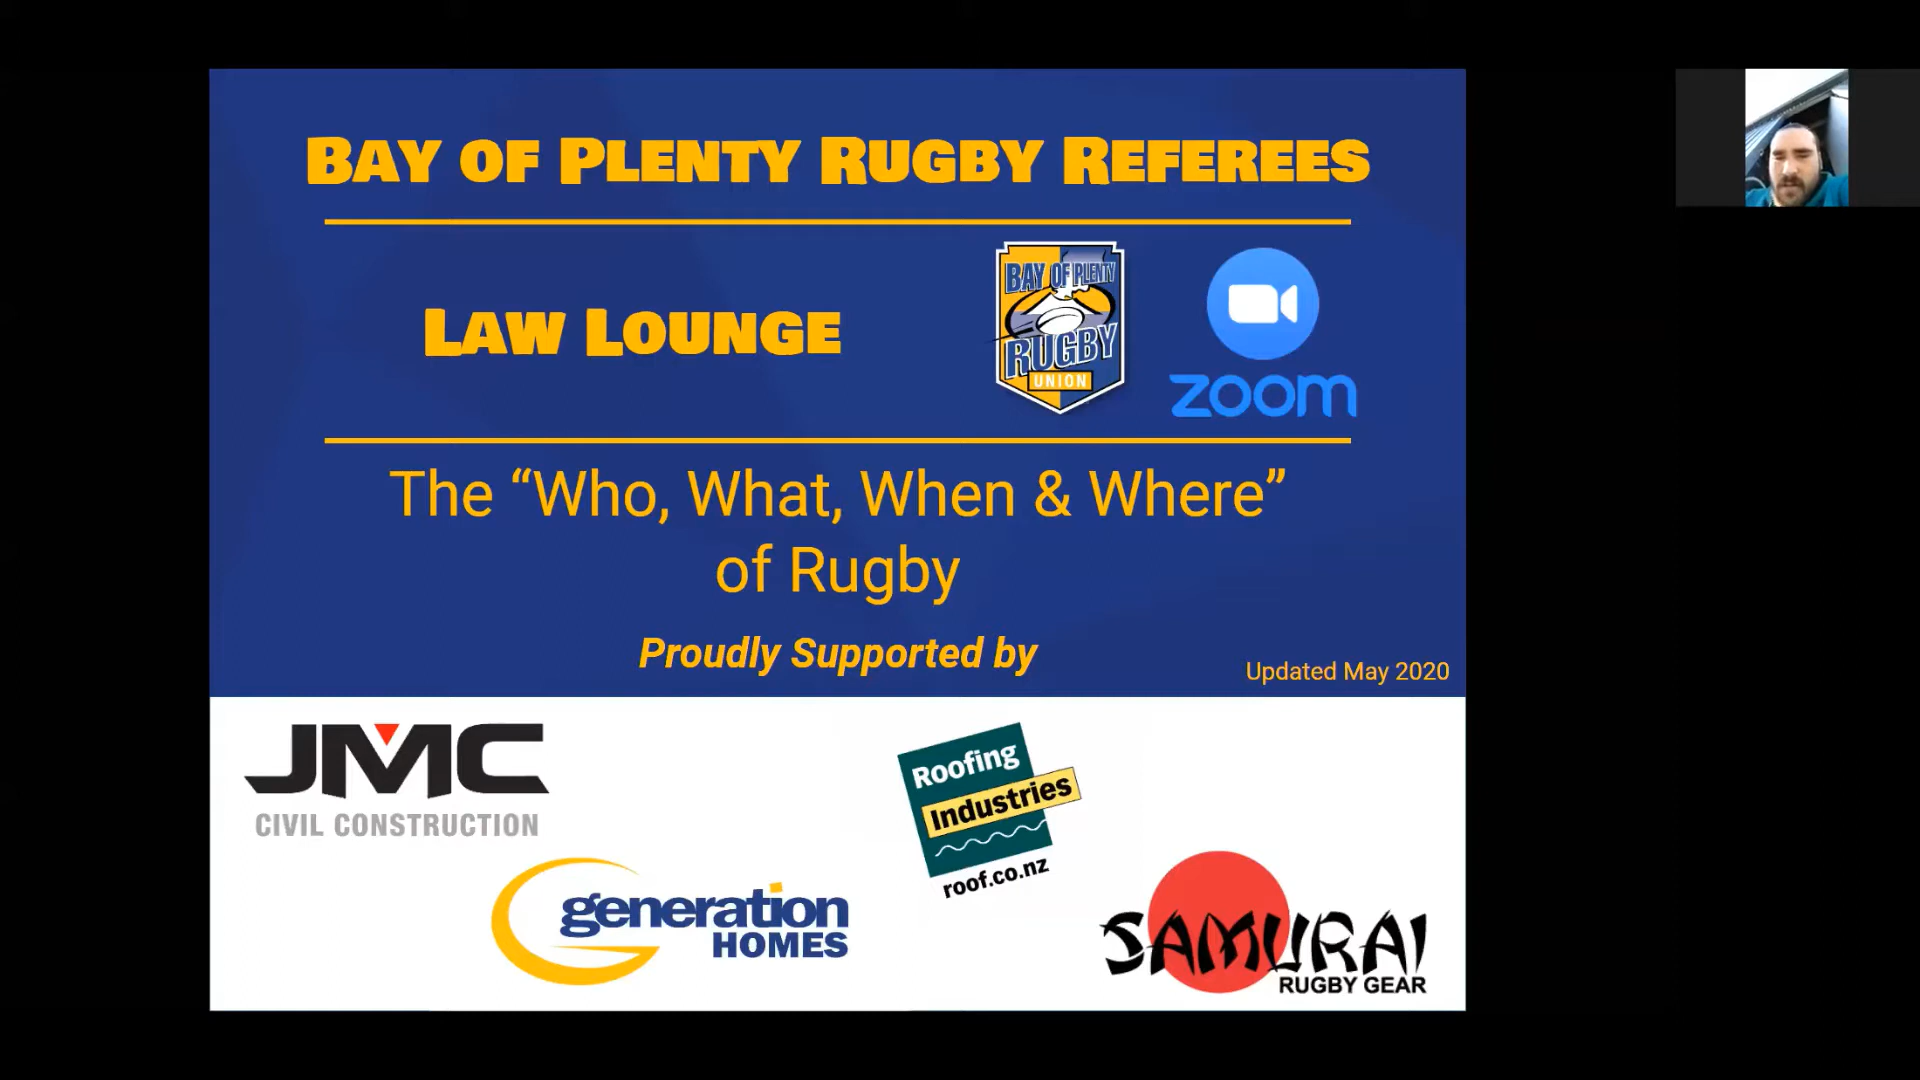 BAY OF PLENTY RUGBY REFEREES
LAW LOUNGE
BAY OF PLENTY
RUGBY
UNION
zoom
The “Who, What, When & Where”
of Rugby
Proudly Supported by
Updated May 2020
JMC
CIVIL CONSTRUCTION
Roofing
Industries
roof.co.nz
generation
HOMES
SAMURAI
RUGBY GEAR